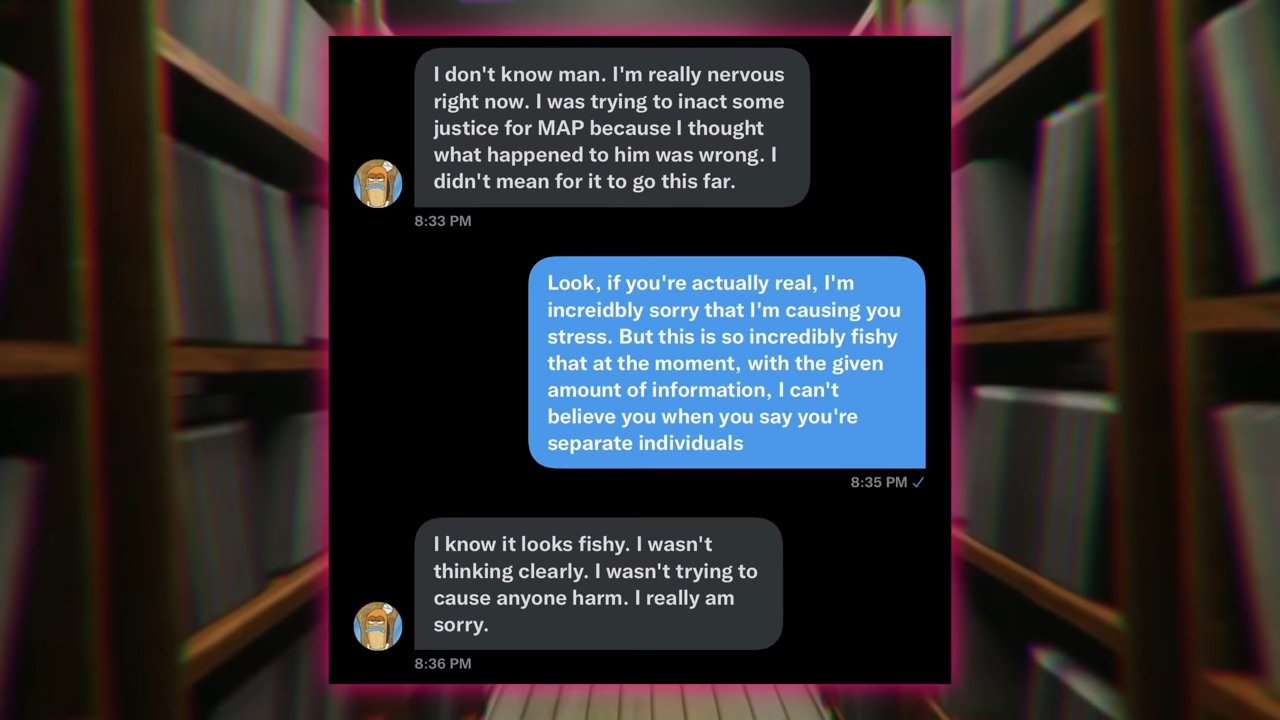 I don't know man. I'm really nervous
right now. I was trying to inact some
justice for MAP because I thought
what happened to him was wrong. I
didn't mean for it to go this far.
8:33 PM
Look, if you're actually real, I'm
increidbly sorry that I'm causing you
stress. But this is so incredibly fishy
that at the moment, with the given
amount of information, I can't
believe you when you say you're
separate individuals
8:35 PM ✓
I know it looks fishy. I wasn't
thinking clearly. I wasn't trying to
cause anyone harm. I really am
sorry.
8:36 PM